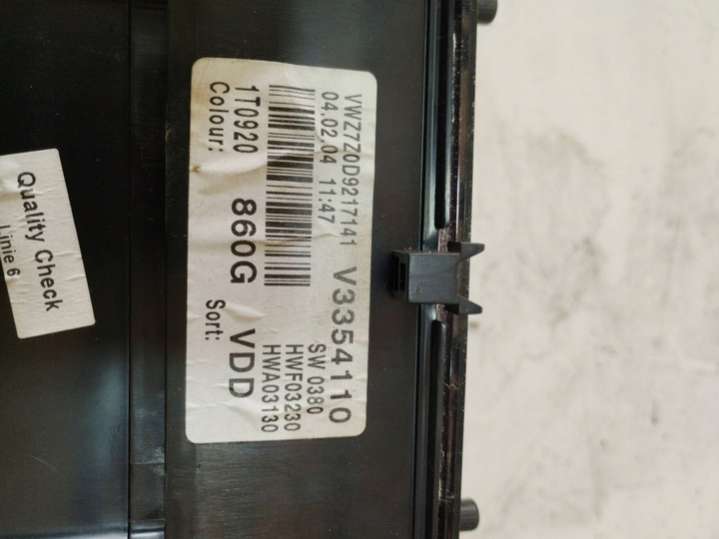 VWZ7Z0D9217141 V3354110
04.02.04 11:47 SW 0380
HWF03230
HWA03130
1T0920 860G VDD
Colour: Sort:
Quality Check
Linie 6